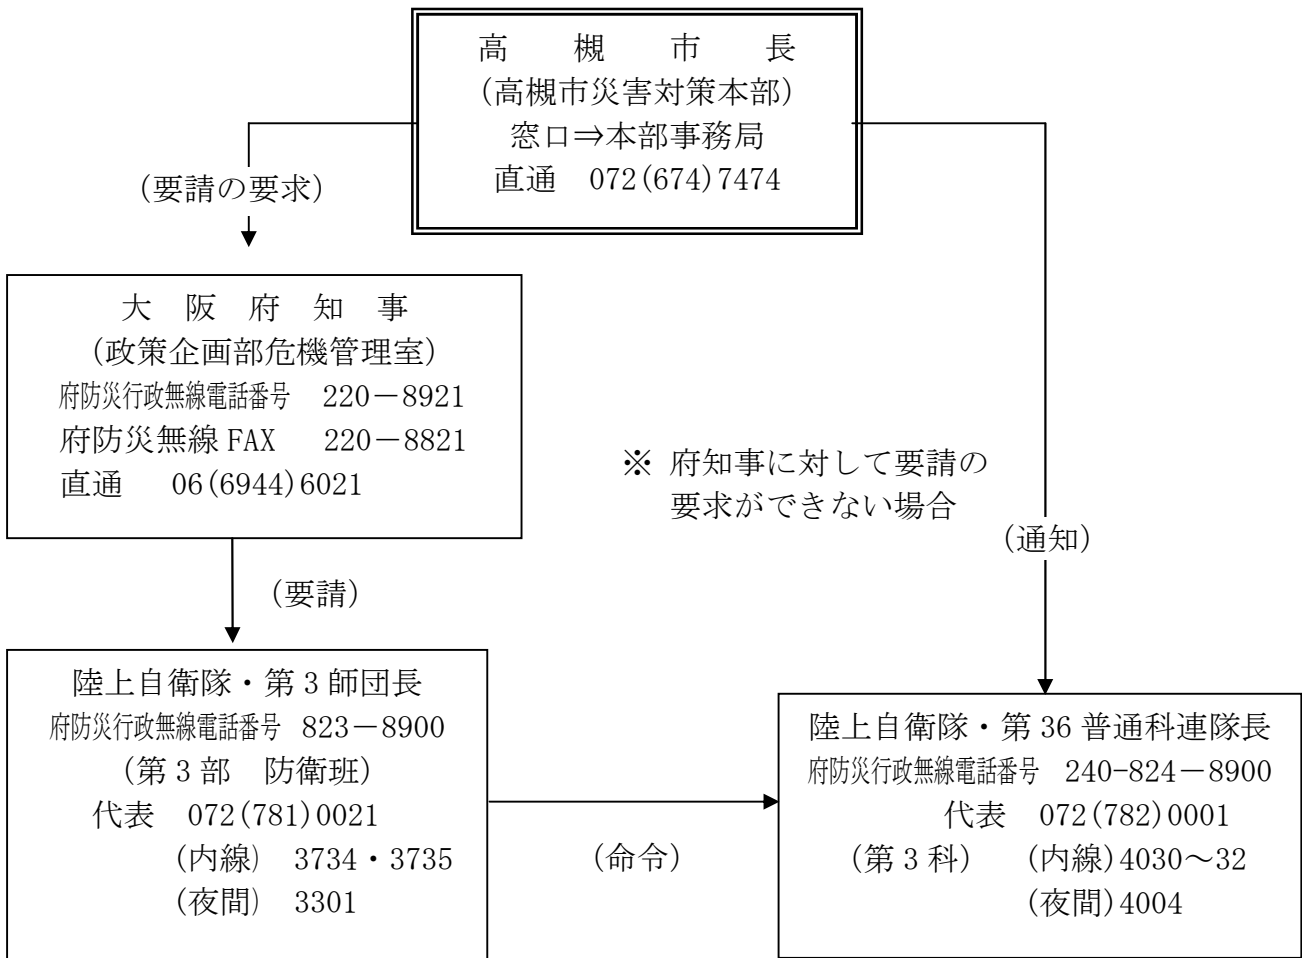 高　槻　市　長
(高槻市災害対策本部)
窓口⇒本部事務局
直通　072(674)7474
(要請の要求)
大　阪　府　知　事
(政策企画部危機管理室)
府防災行政無線電話番号　220－8921
府防災無線 FAX　220－8821
直通　06(6944)6021
※ 府知事に対して要請の
要求ができない場合
(通知)
(要請)
陸上自衛隊・第 3 師団長
府防災行政無線電話番号 823－8900
(第 3 部　防衛班)
代表　072(781)0021
(内線)　3734・3735
(夜間)　3301
(命令)
陸上自衛隊・第 36 普通科連隊長
府防災行政無線電話番号　240-824－8900
代表　072(782)0001
(第 3 科)　(内線)4030～32
(夜間)4004